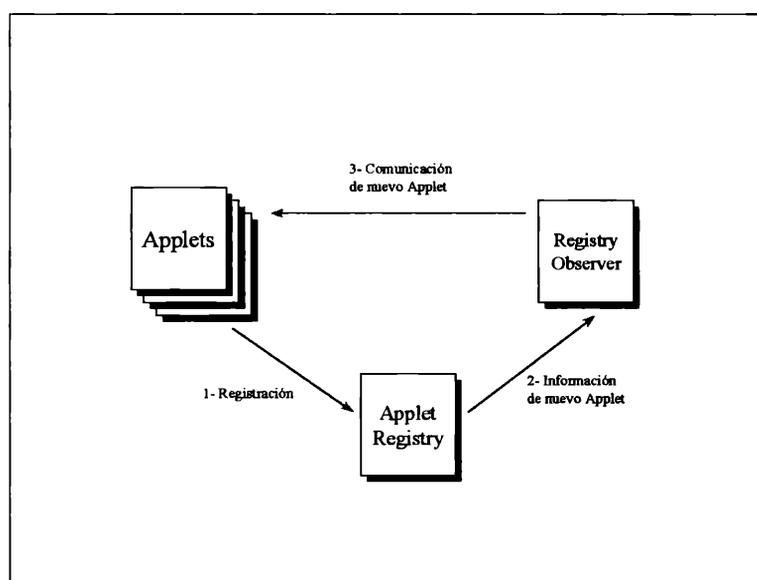 3- Comunicación
de nuevo Applet
Applets
Registry
Observer
1- Registración
2- Información
de nuevo Applet
Applet
Registry